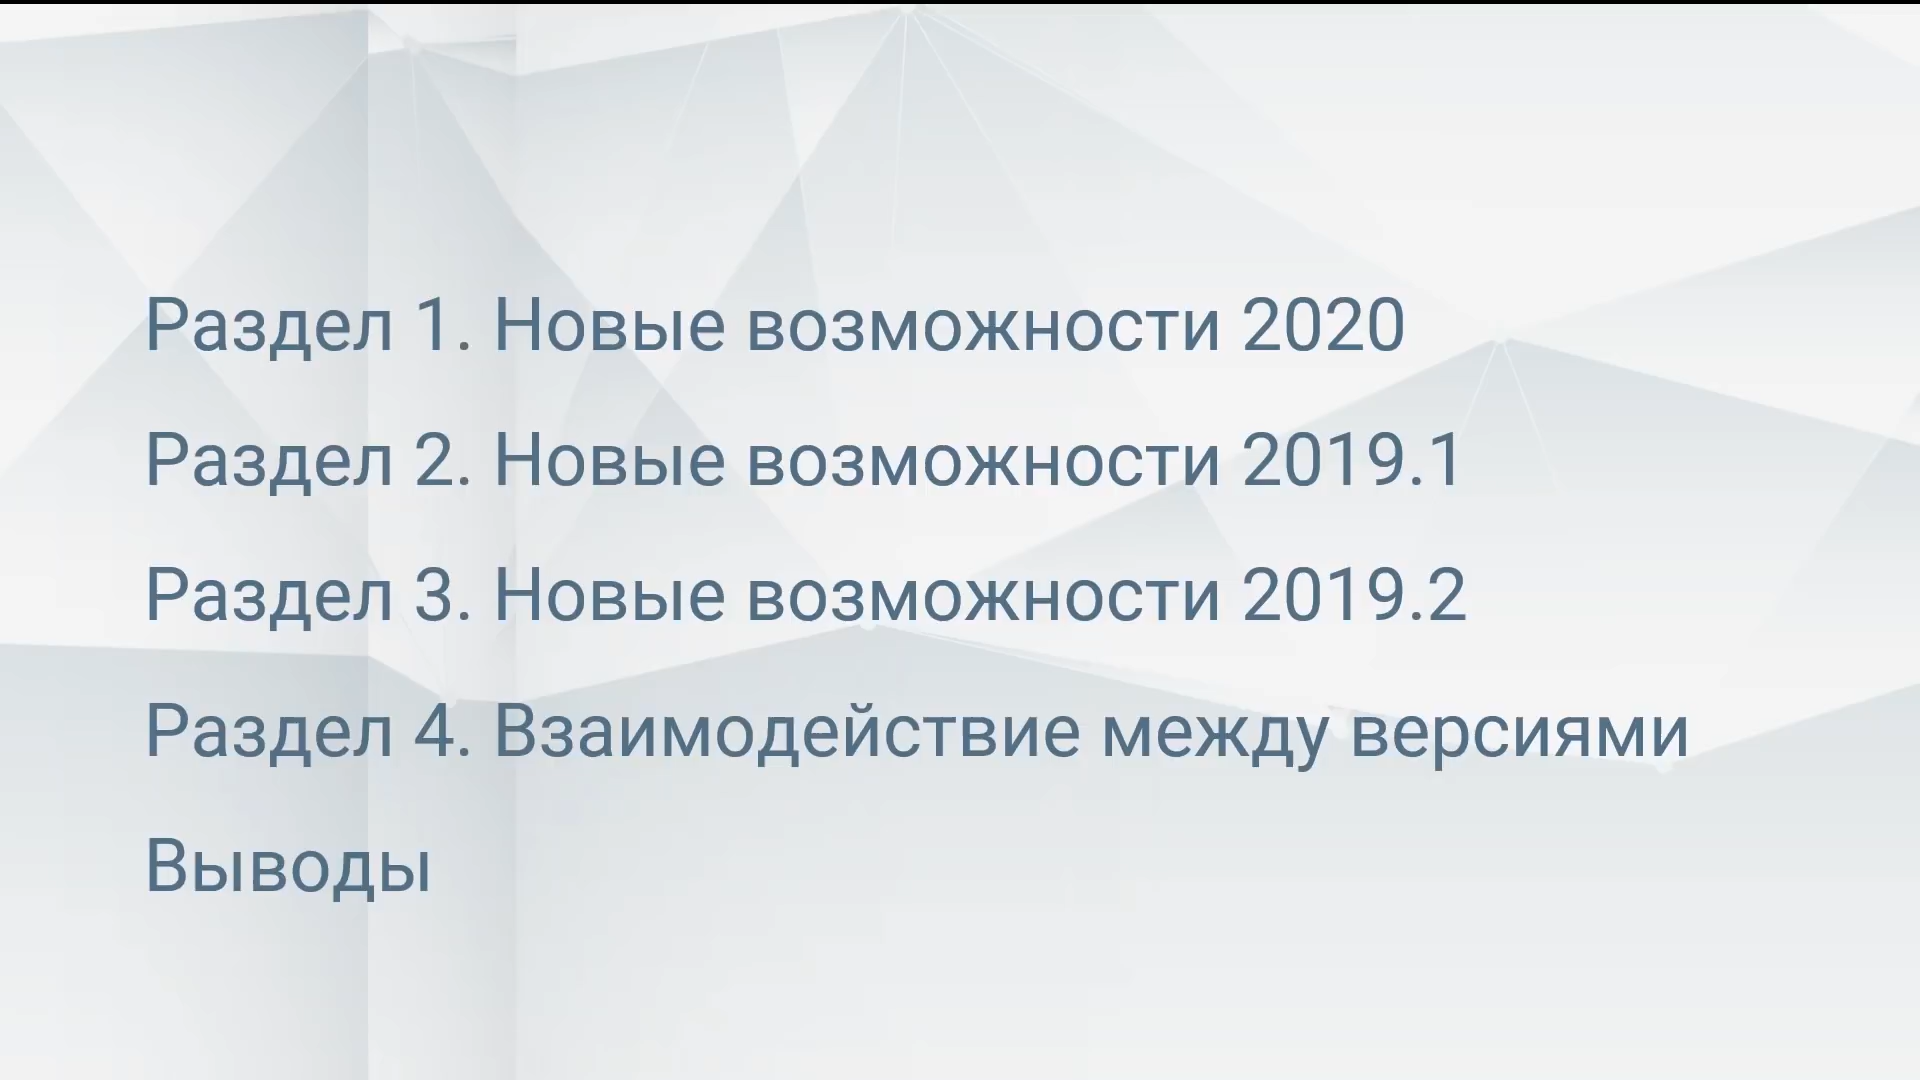 Раздел 1. Новые возможности 2020
Раздел 2. Новые возможности 2019.1
Раздел 3. Новые возможности 2019.2
Раздел 4. Взаимодействие между версиями
Выводы